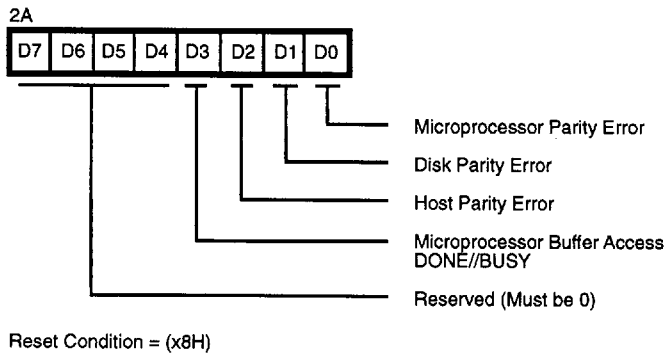 2A
D7 D6 D5 D4 D3 D2 D1 D0
Microprocessor Parity Error
Disk Parity Error
Host Parity Error
Microprocessor Buffer Access
DONE//BUSY
Reserved (Must be 0)
Reset Condition = (x8H)